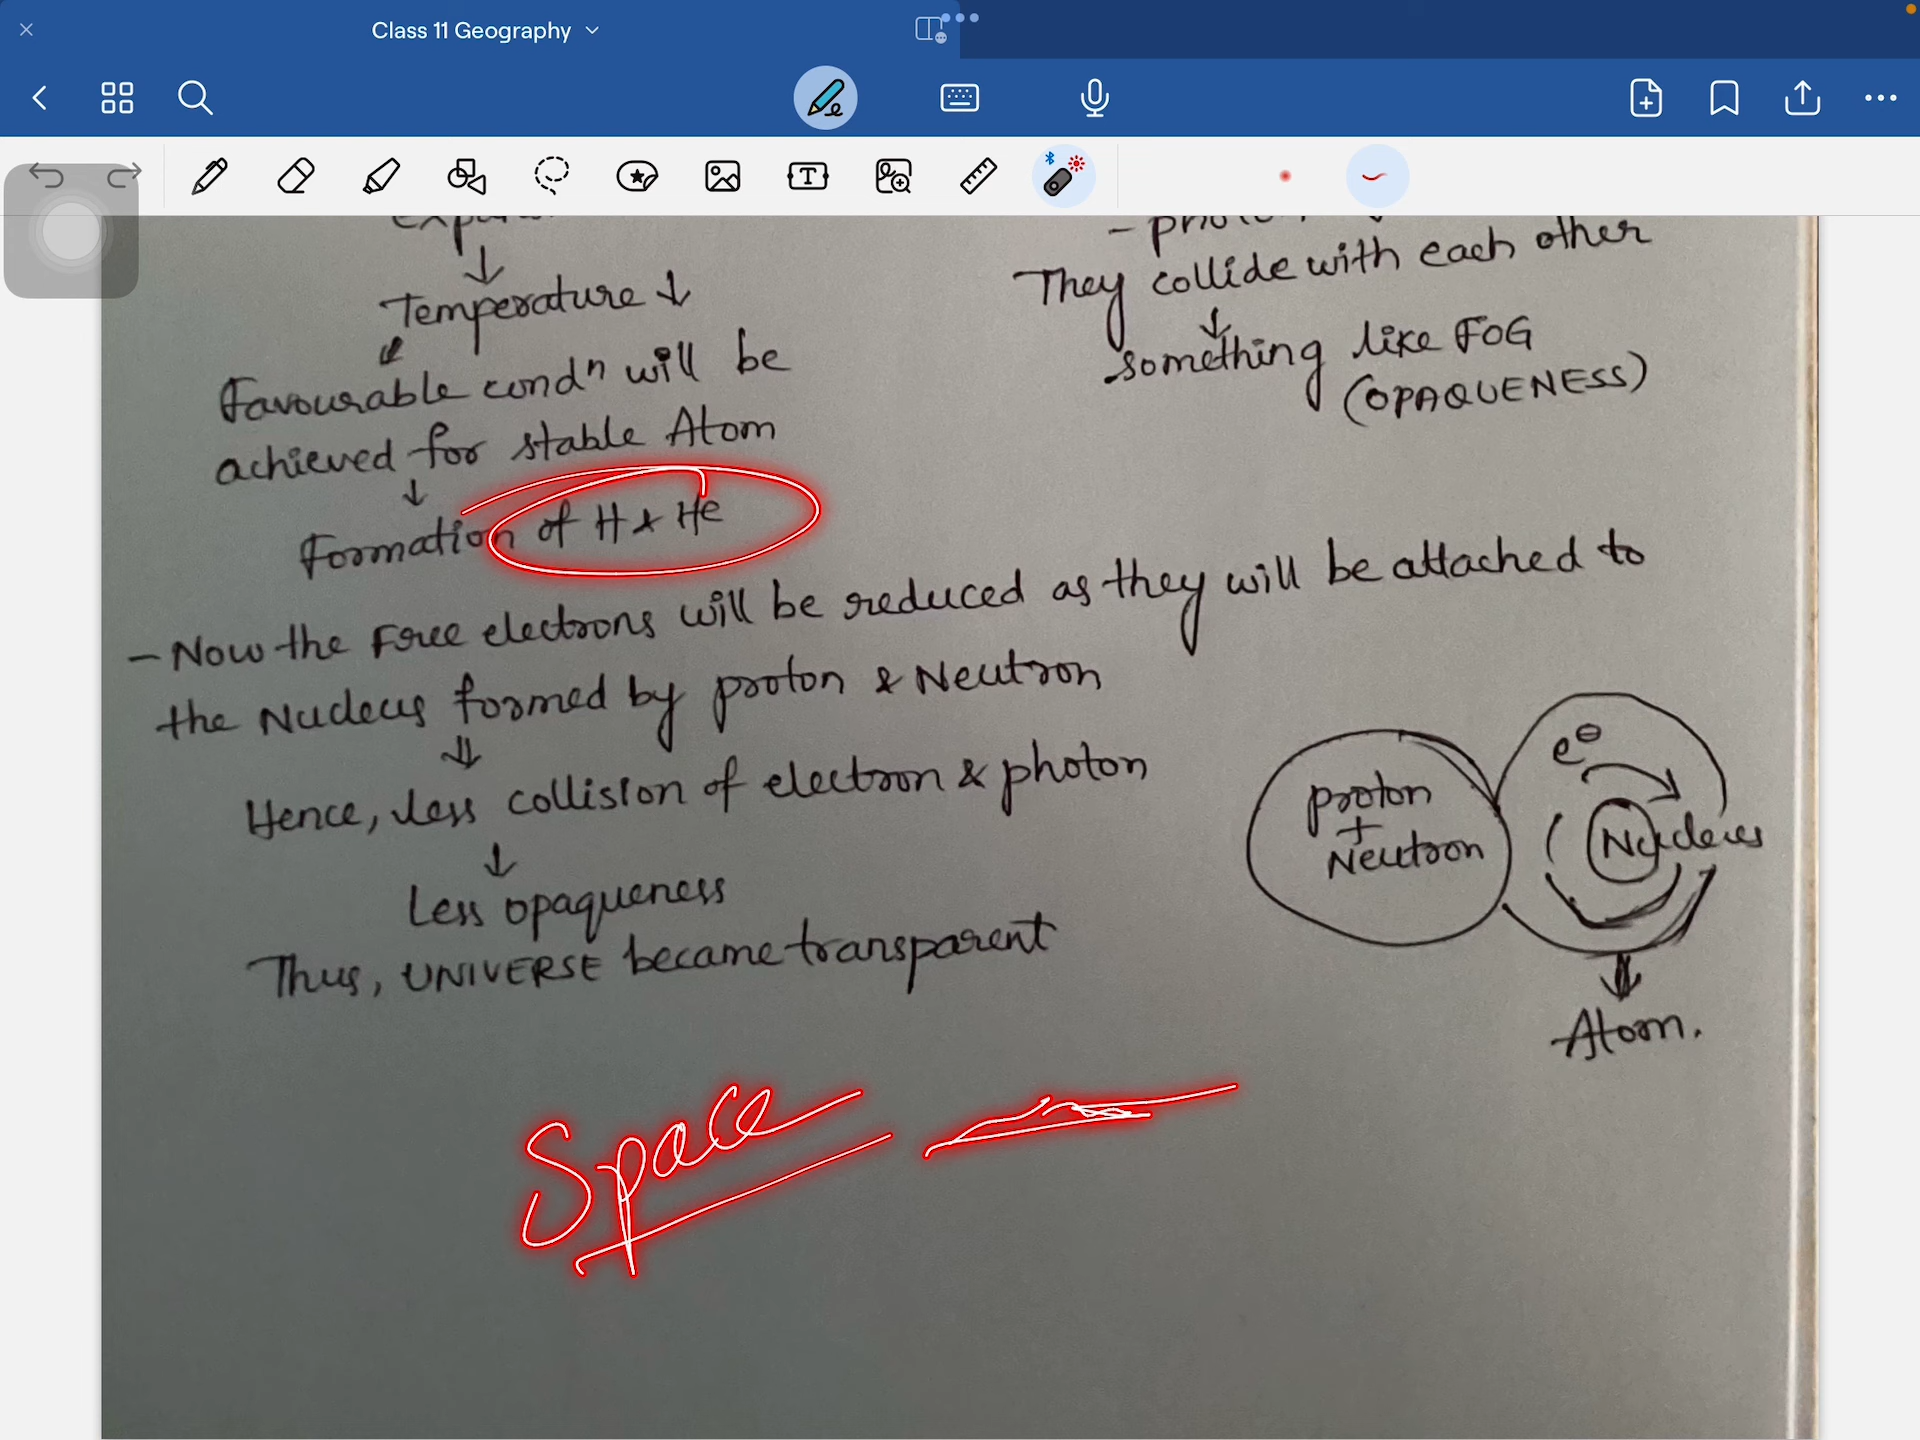 Class 11 Geography
Temperature ↓
↓
Favourable condⁿ will be
achieved for stable Atom
↓
Formation of H & He
They collide with each other
↓
something like FOG
(OPAQUENESS)
- Now the Free electrons will be reduced as they will be attached to
the Nucleus formed by proton & Neutron
⇓
Hence, less collision of electron & photon
↓
Less opaqueness
Thus, UNIVERSE became transparent
proton
+
Neutron
e⊖
Nucleus
⇓
Atom.
Space